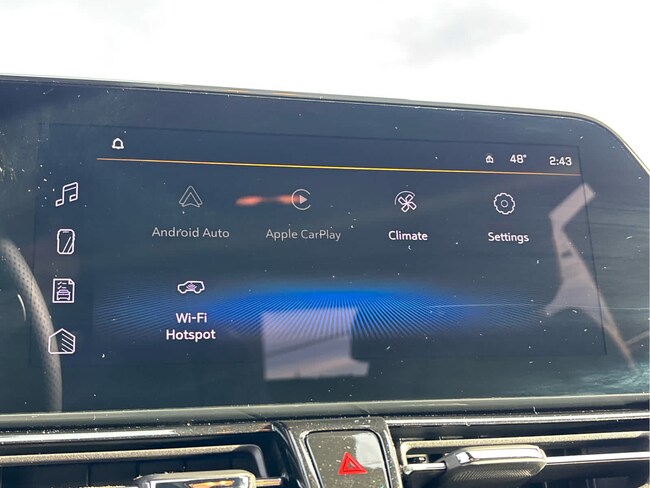 48° 2:43
Android Auto Apple CarPlay Climate Settings
Wi-Fi
Hotspot